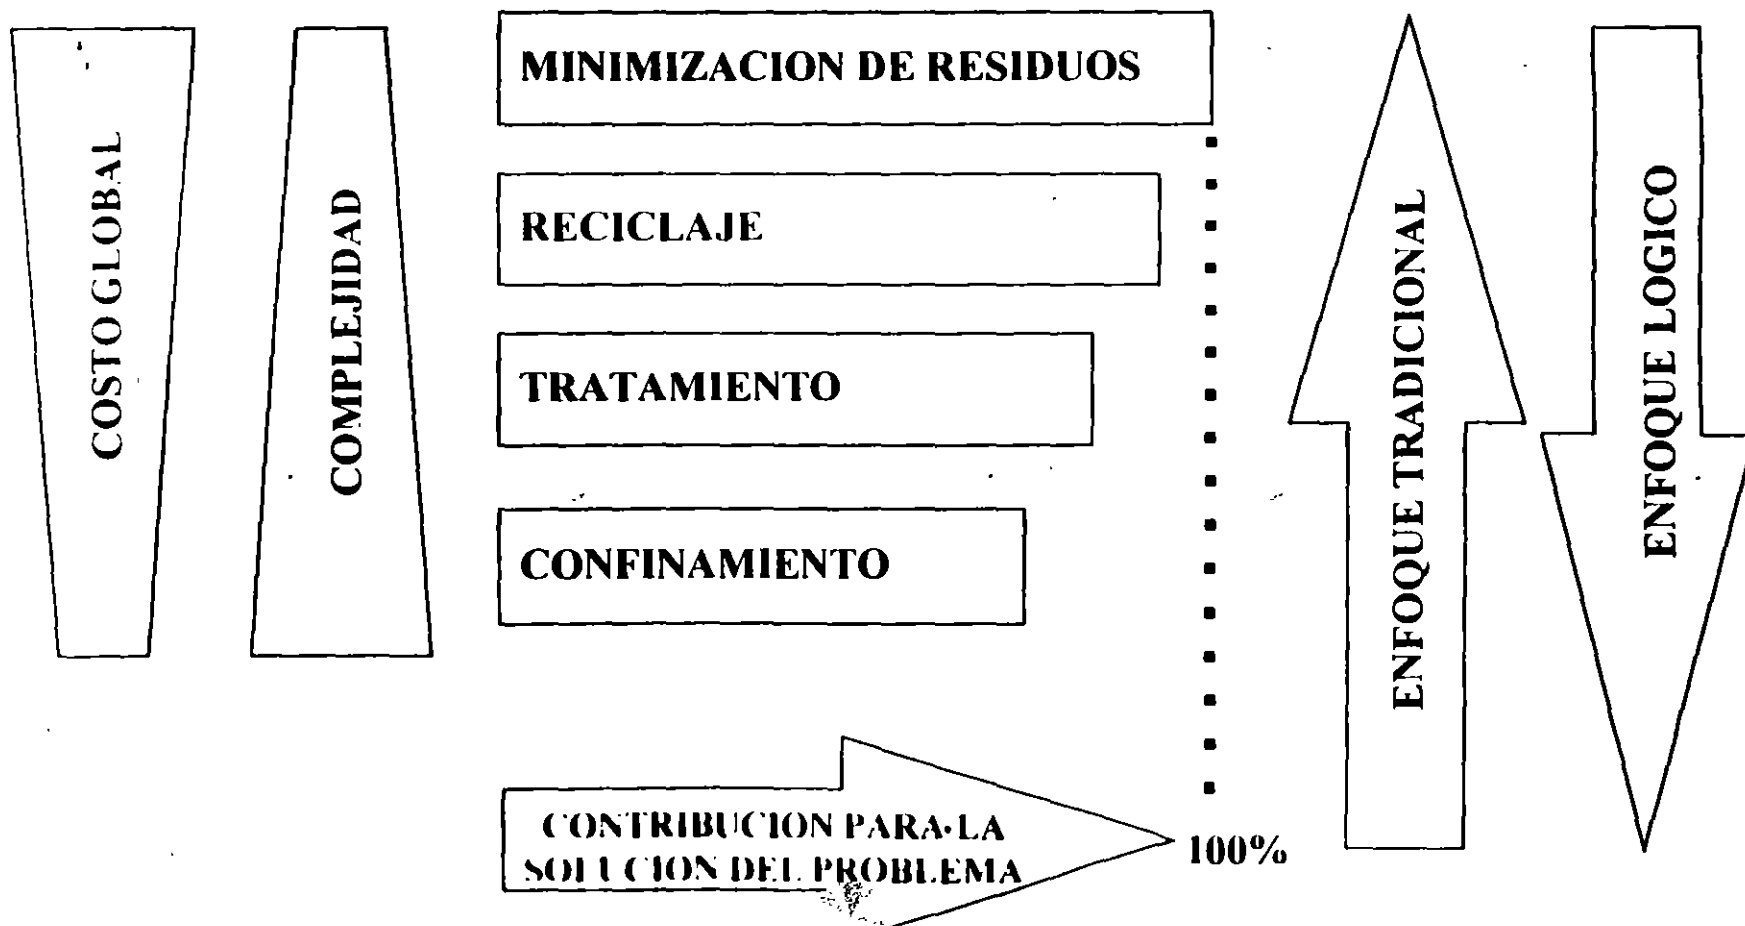 COSTO GLOBAL
COMPLEJIDAD
MINIMIZACION DE RESIDUOS
RECICLAJE
TRATAMIENTO
CONFINAMIENTO
CONTRIBUCION PARA LA
SOLUCION DEL PROBLEMA
100%
ENFOQUE TRADICIONAL
ENFOQUE LOGICO